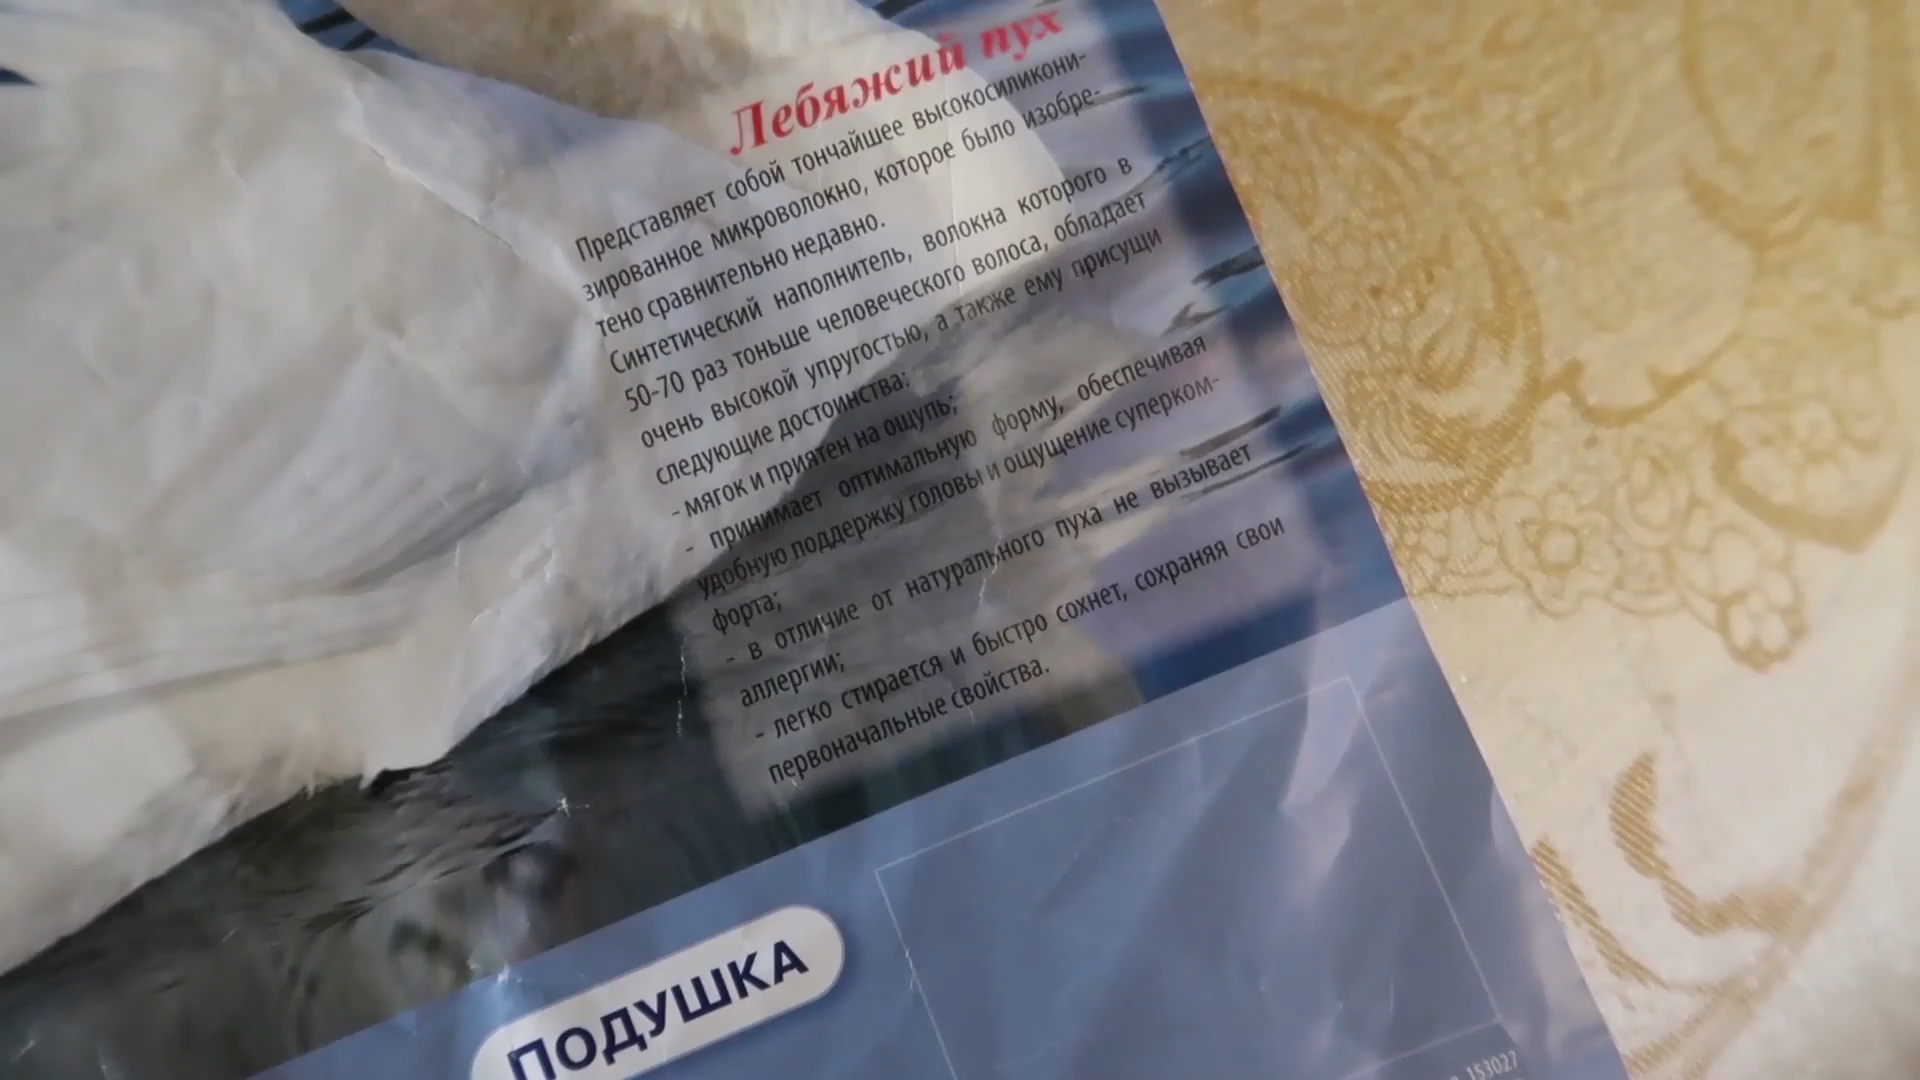 Лебяжий пух
Представляет собой тончайшее высокосиликони-
зированное микроволокно, которое было изобре-
тено сравнительно недавно.
Синтетический наполнитель, волокна которого в
50-70 раз тоньше человеческого волоса, обладает
очень высокой упругостью, а также ему присущи
следующие достоинства:
- мягок и приятен на ощупь;
- принимает оптимальную форму, обеспечивая
удобную поддержку головы и ощущение суперком-
форта;
- в отличие от натурального пуха не вызывает
аллергии;
- легко стирается и быстро сохнет, сохраняя свои
первоначальные свойства.
ПОДУШКА
153027